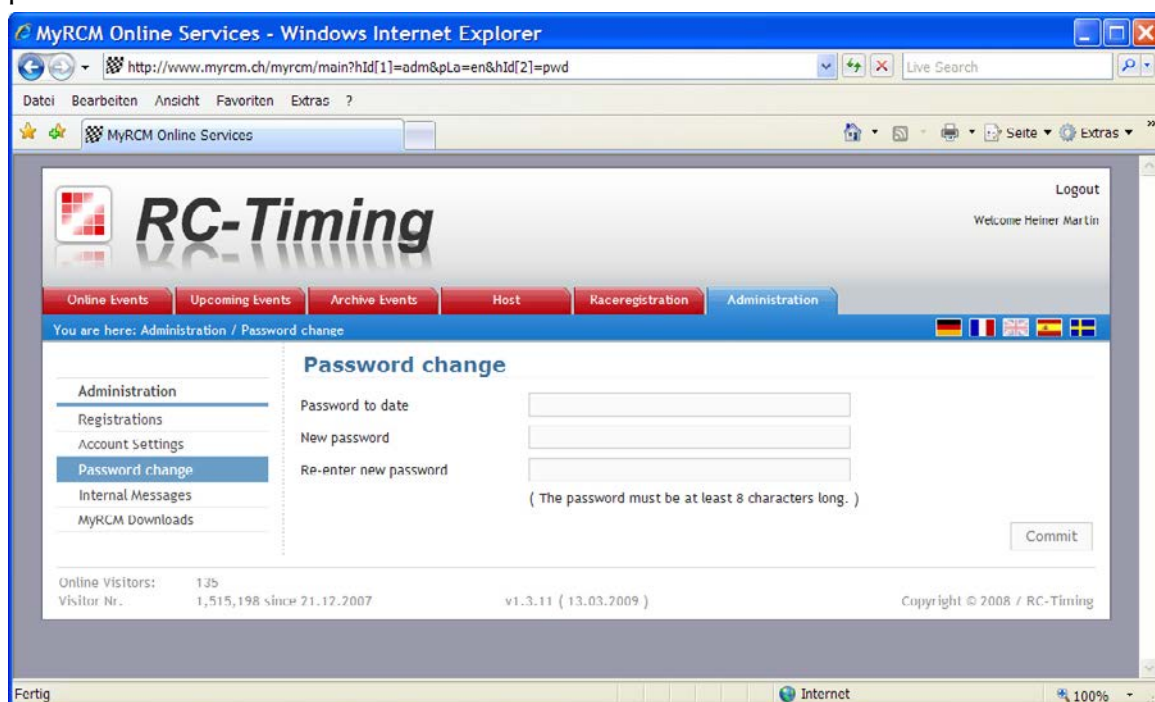 MyRCM Online Services - Windows Internet Explorer
http://www.myrcm.ch/myrcm/main?hId[1]=adm&pLa=en&hId[2]=pwd
Live Search
Datei Bearbeiten Ansicht Favoriten Extras ?
MyRCM Online Services
Seite
Extras
»
Logout
RC-Timing
Welcome Heiner Martin
Online Events
Upcoming Events
Archive Events
Host
Raceregistration
Administration
You are here: Administration / Password change
Password change
Administration
Registrations
Account Settings
Password change
Internal Messages
MyRCM Downloads
Password to date
New password
Re-enter new password
( The password must be at least 8 characters long. )
Commit
Online Visitors: 135
Visitor Nr. 1,515,198 since 21.12.2007
v1.3.11 ( 13.03.2009 )
Copyright © 2008 / RC-Timing
Fertig
Internet
100%